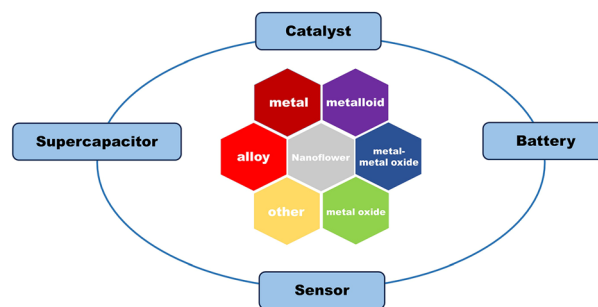 Catalyst
metal
metalloid
Supercapacitor
alloy
Nanoflower
metal-
metal oxide
Battery
other
metal oxide
Sensor